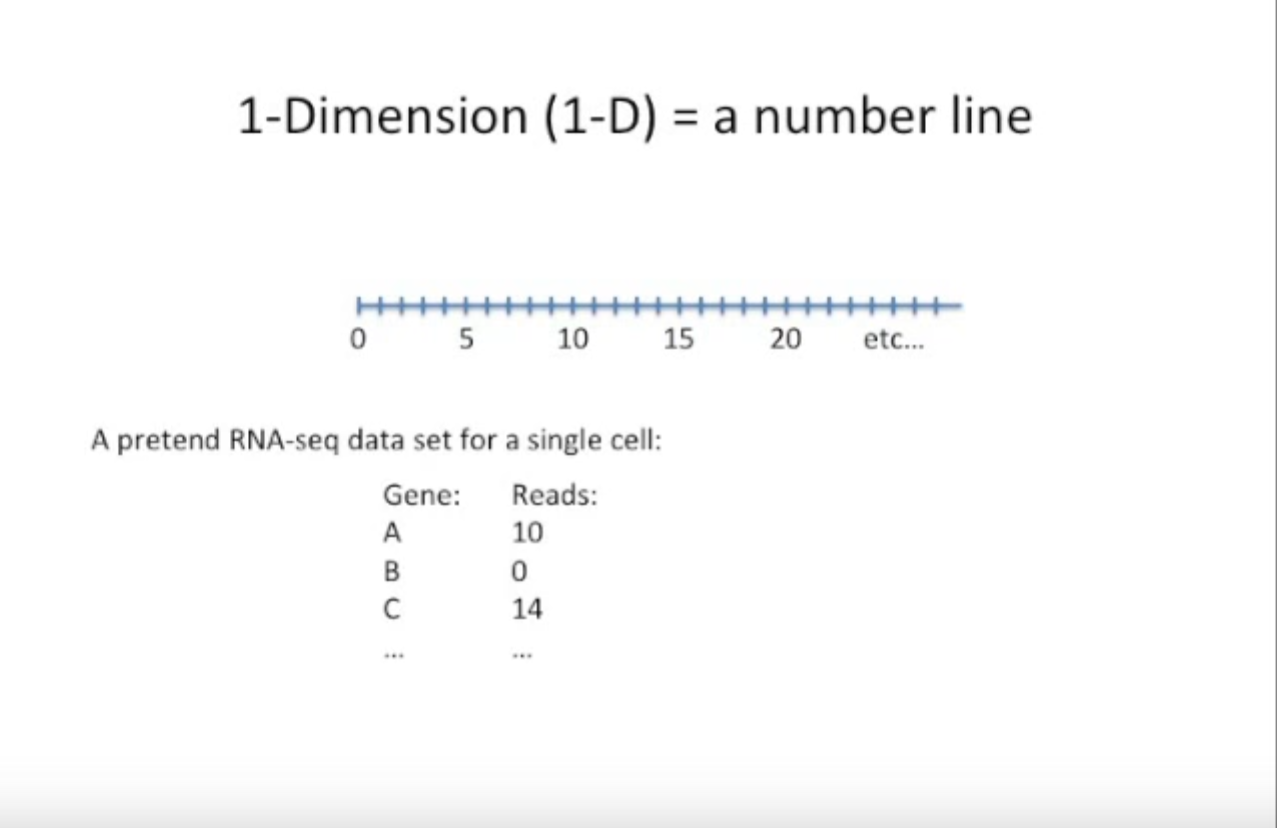 1-Dimension (1-D) = a number line
0 5 10 15 20 etc...
A pretend RNA-seq data set for a single cell:
Gene: Reads:
A 10
B 0
C 14
... ...